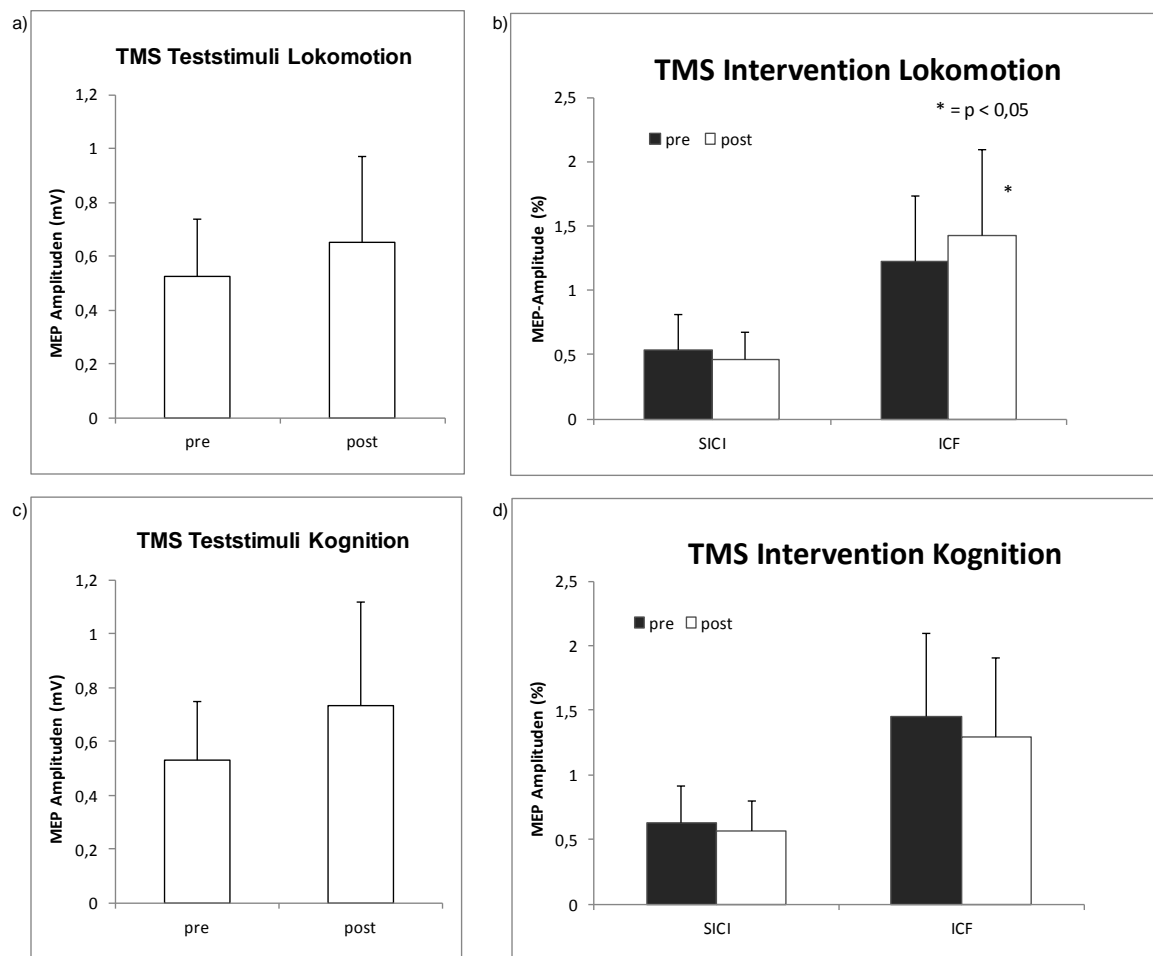 a)
TMS Teststimuli Lokomotion
MEP Amplituden (mV)
1,2
1
0,8
0,6
0,4
0,2
0
pre
post
b)
TMS Intervention Lokomotion
* = p < 0,05
pre
post
*
MEP-Amplitude (%)
2,5
2
1,5
1
0,5
0
SICI
ICF
c)
TMS Teststimuli Kognition
MEP Amplituden (mV)
1,2
1
0,8
0,6
0,4
0,2
0
pre
post
d)
TMS Intervention Kognition
pre
post
MEP Amplituden (%)
2,5
2
1,5
1
0,5
0
SICI
ICF